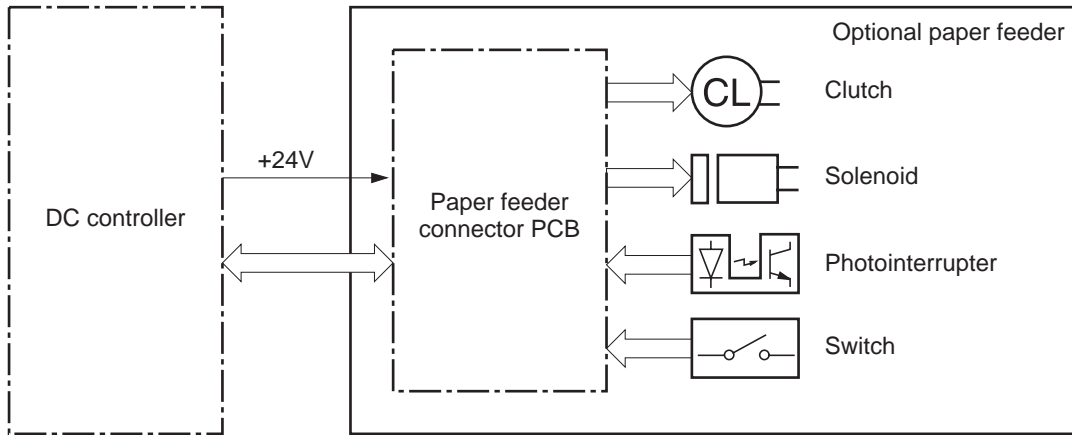 Optional paper feeder
DC controller
+24V
Paper feeder
connector PCB
CL
Clutch
Solenoid
Photointerrupter
Switch